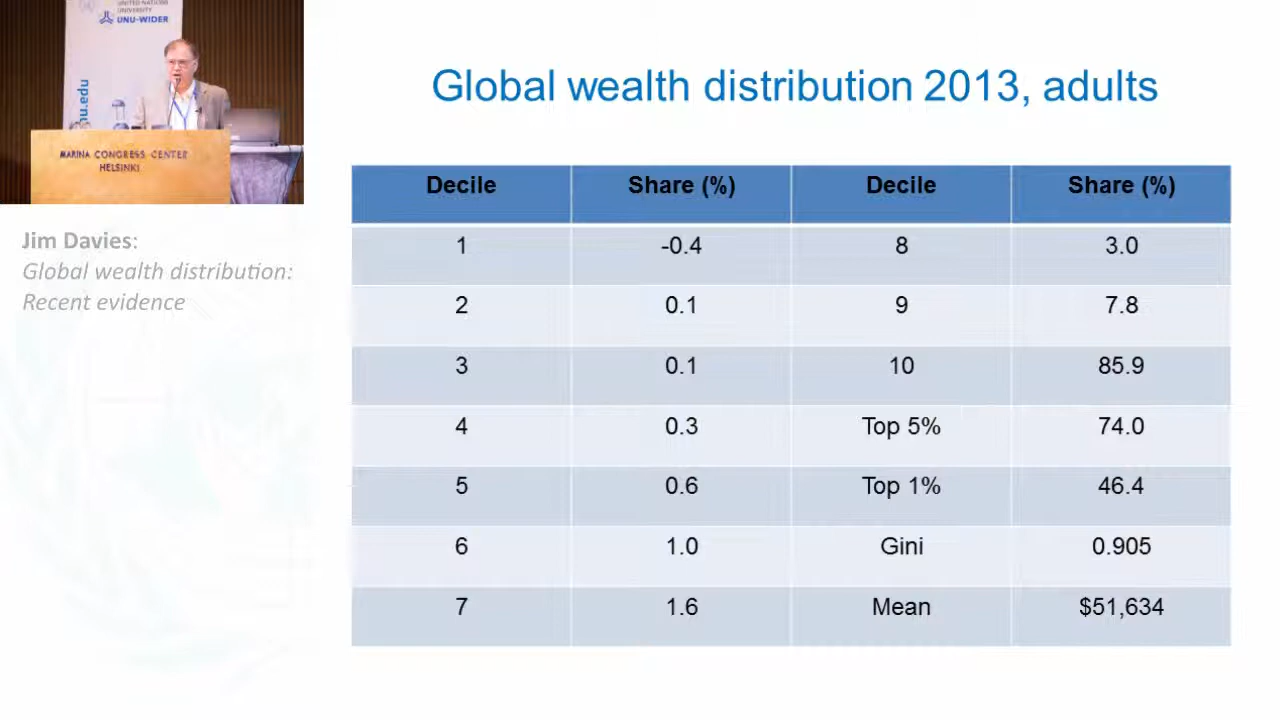 UNITED NATIONS
UNIVERSITY
UNU-WIDER
nu.edu
MARINA CONGRESS CENTER
HELSINKI
Jim Davies:
Global wealth distribution:
Recent evidence
Global wealth distribution 2013, adults
Decile Share (%) Decile Share (%)
1 -0.4 8 3.0
2 0.1 9 7.8
3 0.1 10 85.9
4 0.3 Top 5% 74.0
5 0.6 Top 1% 46.4
6 1.0 Gini 0.905
7 1.6 Mean $51,634